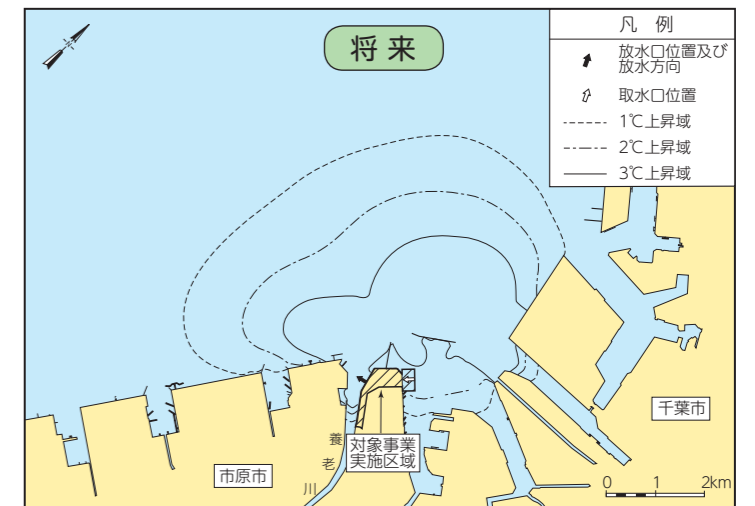 将来
凡 例
放水口位置及び
放水方向
取水口位置
1℃上昇域
2℃上昇域
3℃上昇域
千葉市
養老川
対象事業
実施区域
市原市
0 1 2km